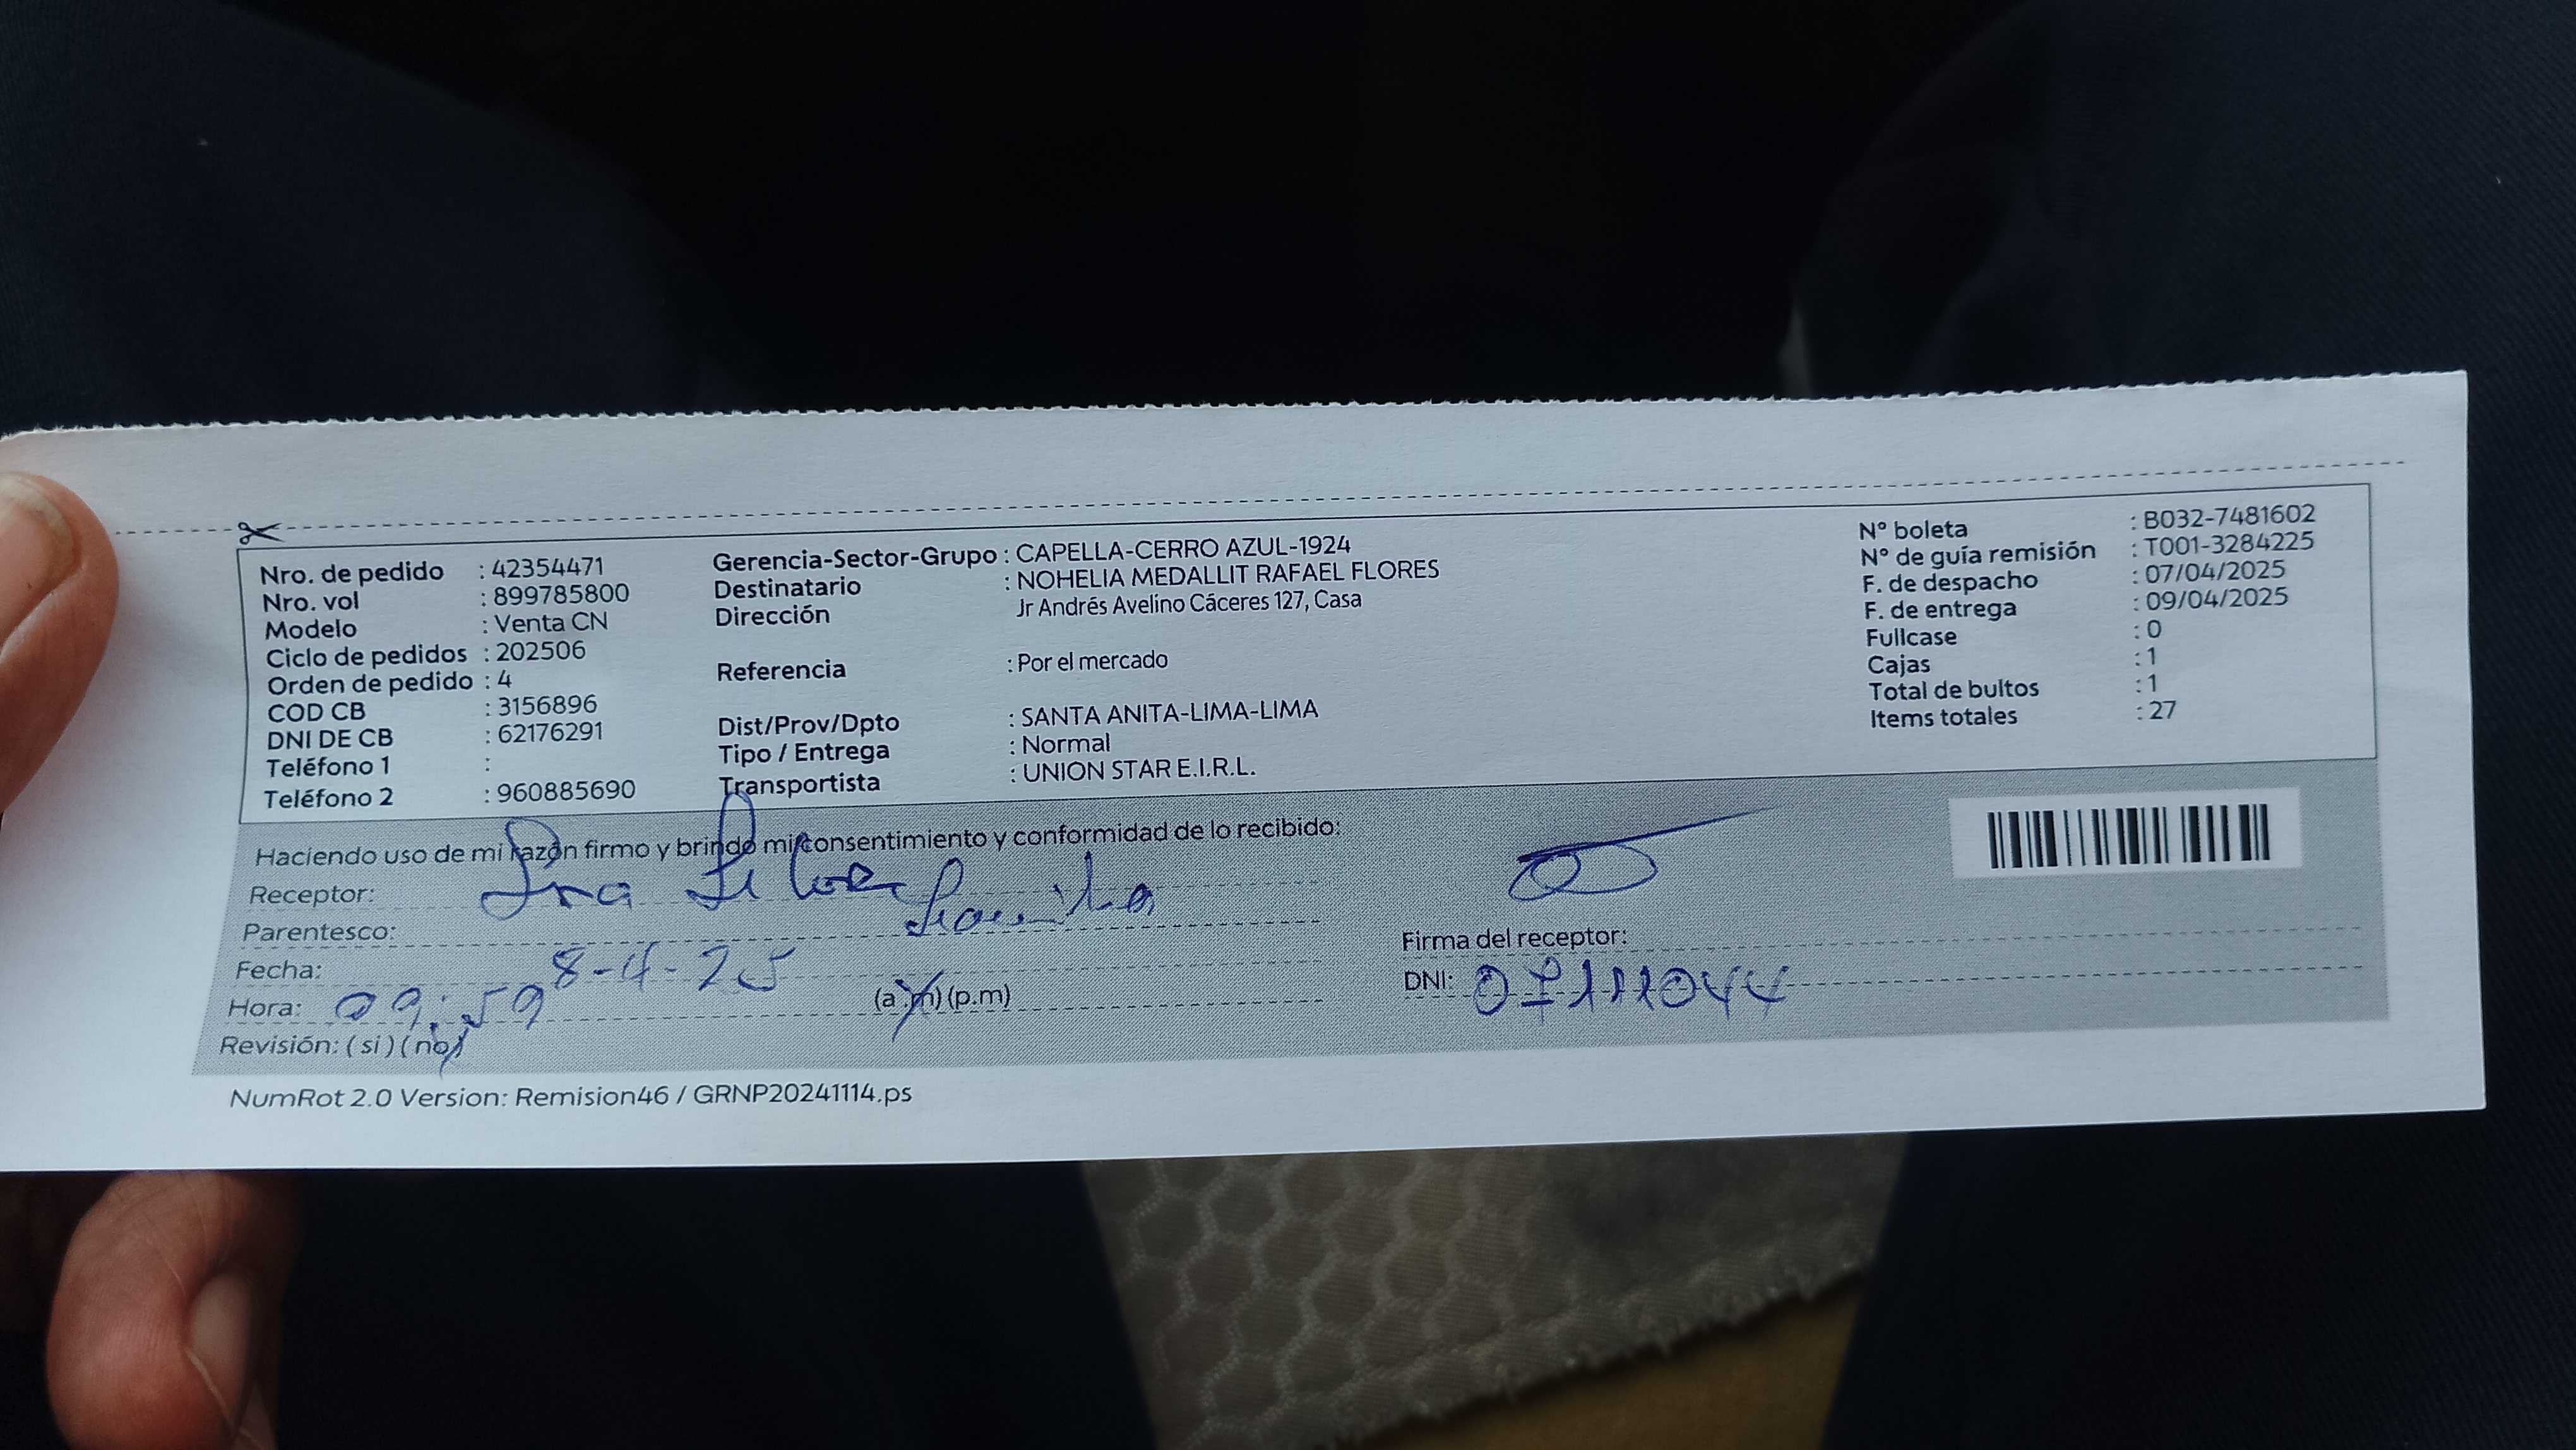 Nro. de pedido : 42354471
Nro. vol : 899785800
Modelo : Venta CN
Ciclo de pedidos : 202506
Orden de pedido : 4
COD CB : 3156896
DNI DE CB : 62176291
Teléfono 1 :
Teléfono 2 : 960885690
Gerencia-Sector-Grupo : CAPELLA-CERRO AZUL-1924
Destinatario : NOHELIA MEDALLIT RAFAEL FLORES
Dirección Jr Andrés Avelino Cáceres 127, Casa
Referencia : Por el mercado
Dist/Prov/Dpto : SANTA ANITA-LIMA-LIMA
Tipo / Entrega : Normal
Transportista : UNION STAR E.I.R.L.
N° boleta : B032-7481602
N° de guía remisión : T001-3284225
F. de despacho : 07/04/2025
F. de entrega : 09/04/2025
Fullcase : 0
Cajas : 1
Total de bultos : 1
Items totales : 27
Haciendo uso de mi razón firmo y brindo mi consentimiento y conformidad de lo recibido:
Receptor:
Parentesco:
Fecha: 8-4-25
Hora: 09:59 (a.m) (p.m)
Revisión: ( si ) ( no )
Firma del receptor:
DNI: 07111044
NumRot 2.0 Version: Remision46 / GRNP20241114.ps